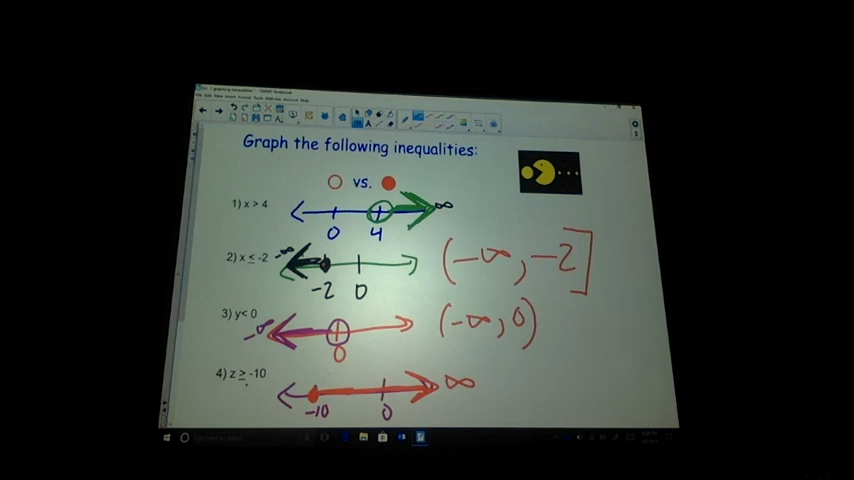 Graph the following inequalities:
vs.
1) x > 4
∞
0 4
2) x ≤ -2
-∞
(-∞, -2]
-2 0
3) y< 0
-∞
(-∞, 0)
0
4) z ≥ -10
∞
-10 0